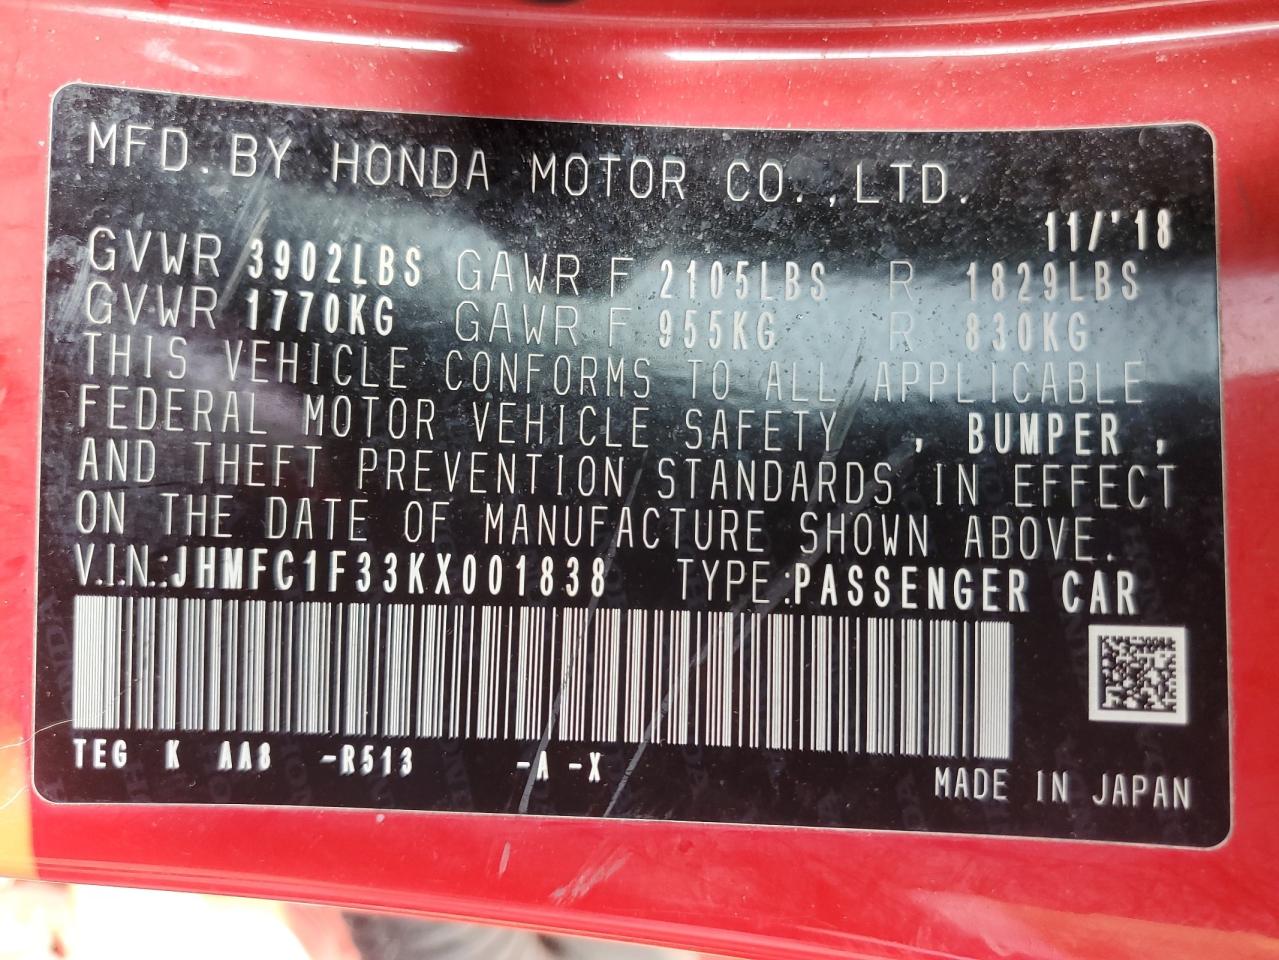 MFD. BY HONDA MOTOR CO., LTD.
11/'18
GVWR 3902LBS GAWR F 2105LBS R 1829LBS
GVWR 1770KG GAWR F 955KG R 830KG
THIS VEHICLE CONFORMS TO ALL APPLICABLE
FEDERAL MOTOR VEHICLE SAFETY , BUMPER ,
AND THEFT PREVENTION STANDARDS IN EFFECT
ON THE DATE OF MANUFACTURE SHOWN ABOVE.
V.I.N.:JHMFC1F33KX001838 TYPE:PASSENGER CAR
TEG K AA8 -R513 -A -X
MADE IN JAPAN